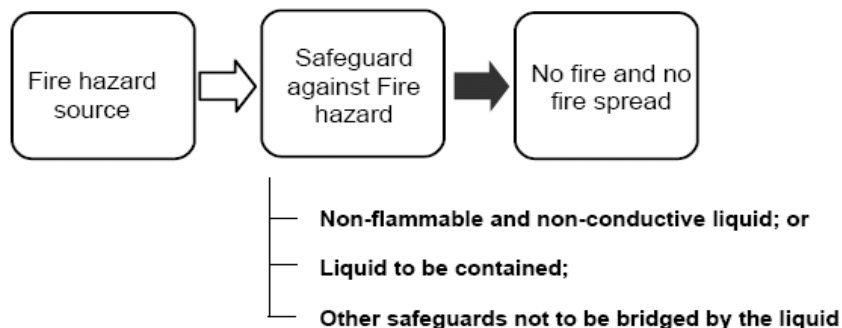 Fire hazard
source
Safeguard
against Fire
hazard
No fire and no
fire spread
Non-flammable and non-conductive liquid; or
Liquid to be contained;
Other safeguards not to be bridged by the liquid